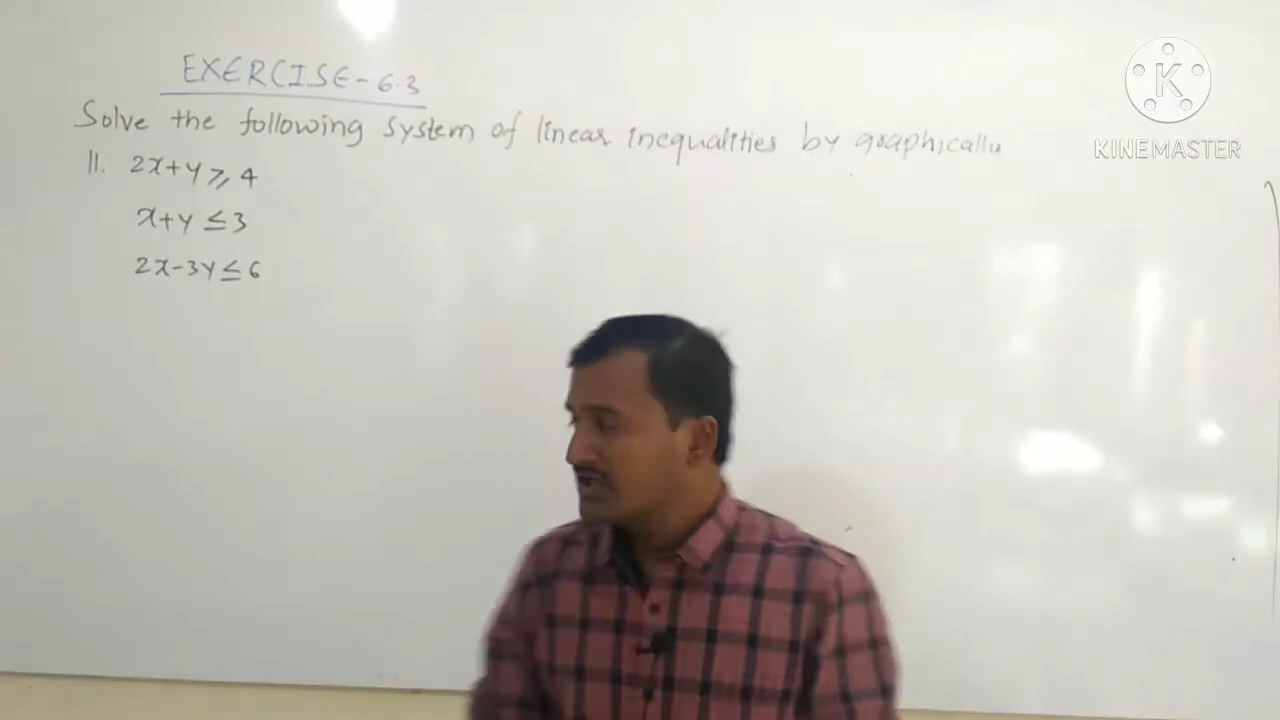 EXERCISE-6.3
Solve the following system of linear inequalities by graphically
11. 2x+y ≥ 4
x+y ≤ 3
2x-3y ≤ 6
K
KINEMASTER